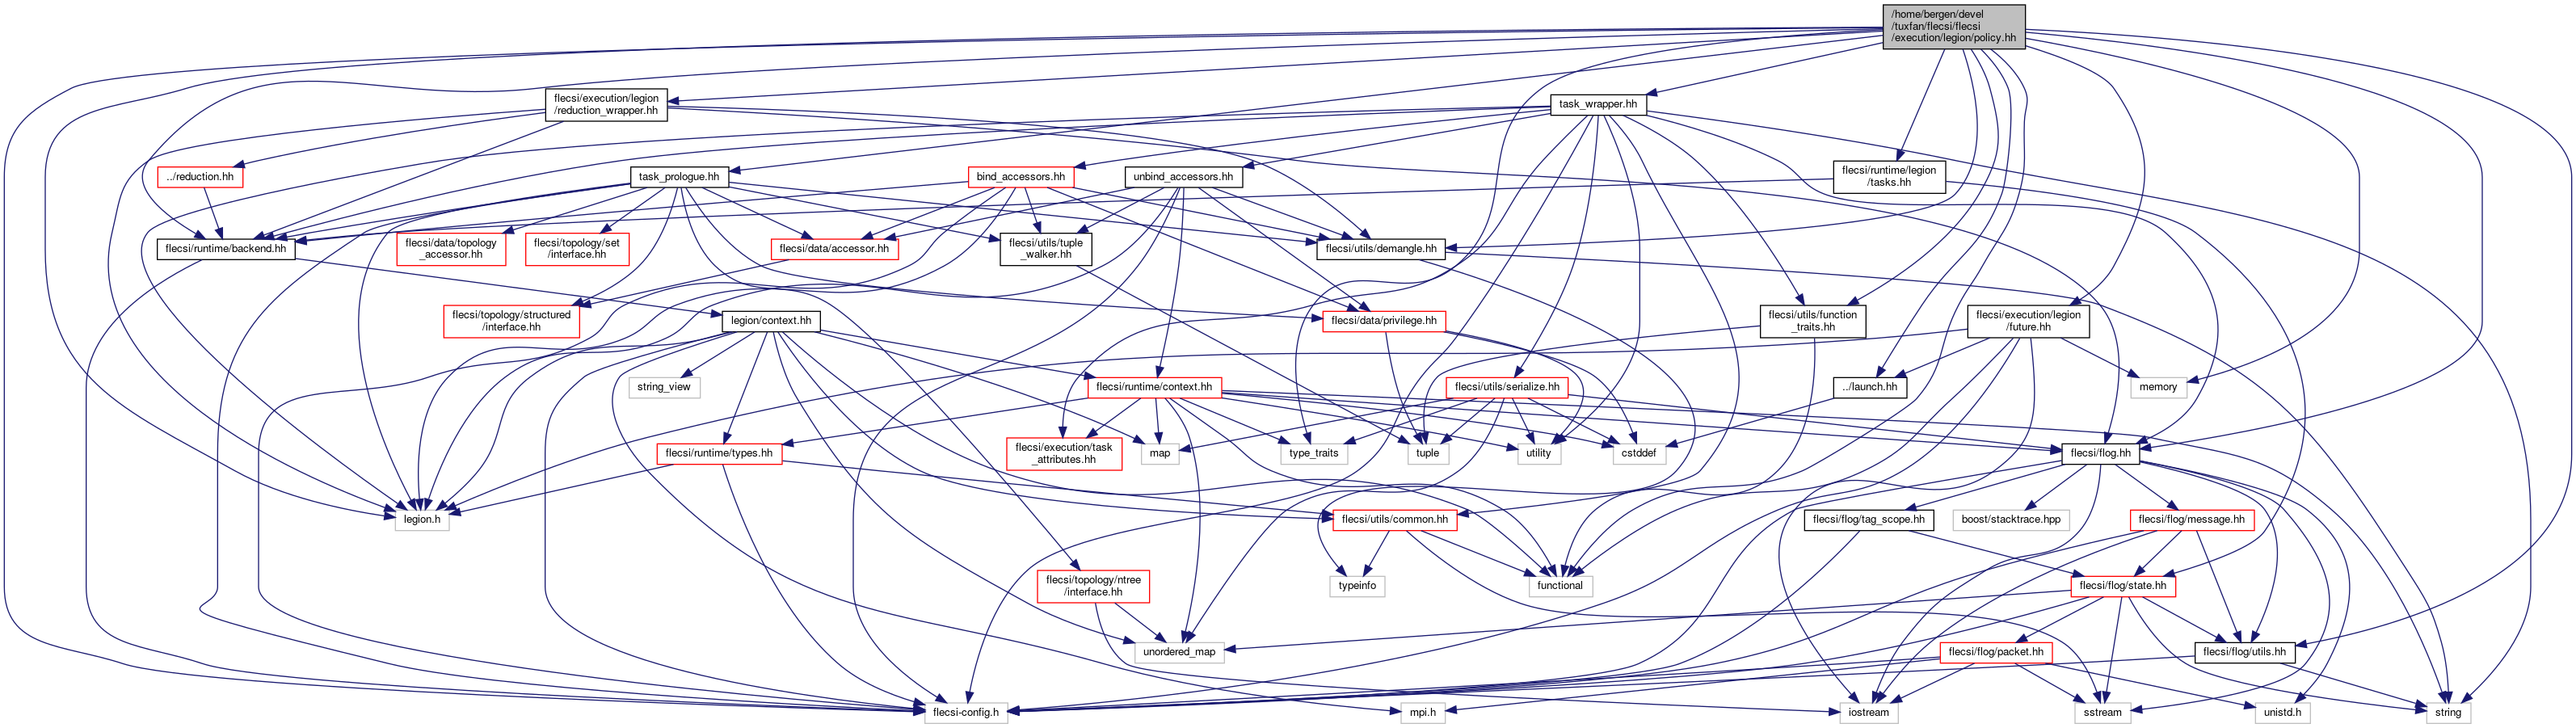 /home/bergen/devel
/tuxfan/flecsi/flecsi
/execution/legion/policy.hh
flecsi/execution/legion
/reduction_wrapper.hh
task_wrapper.hh
../reduction.hh
task_prologue.hh
bind_accessors.hh
unbind_accessors.hh
flecsi/runtime/legion
/tasks.hh
flecsi/runtime/backend.hh
flecsi/data/topology
_accessor.hh
flecsi/topology/set
/interface.hh
flecsi/data/accessor.hh
flecsi/utils/tuple
_walker.hh
flecsi/utils/demangle.hh
flecsi/topology/structured
/interface.hh
legion/context.hh
flecsi/data/privilege.hh
flecsi/utils/function
_traits.hh
flecsi/execution/legion
/future.hh
string_view
flecsi/runtime/context.hh
flecsi/utils/serialize.hh
../launch.hh
memory
flecsi/runtime/types.hh
flecsi/execution/task
_attributes.hh
map
type_traits
tuple
utility
cstddef
flecsi/flog.hh
legion.h
flecsi/utils/common.hh
flecsi/flog/tag_scope.hh
boost/stacktrace.hpp
flecsi/flog/message.hh
flecsi/topology/ntree
/interface.hh
typeinfo
functional
flecsi/flog/state.hh
unordered_map
flecsi/flog/packet.hh
flecsi/flog/utils.hh
flecsi-config.h
mpi.h
iostream
sstream
unistd.h
string